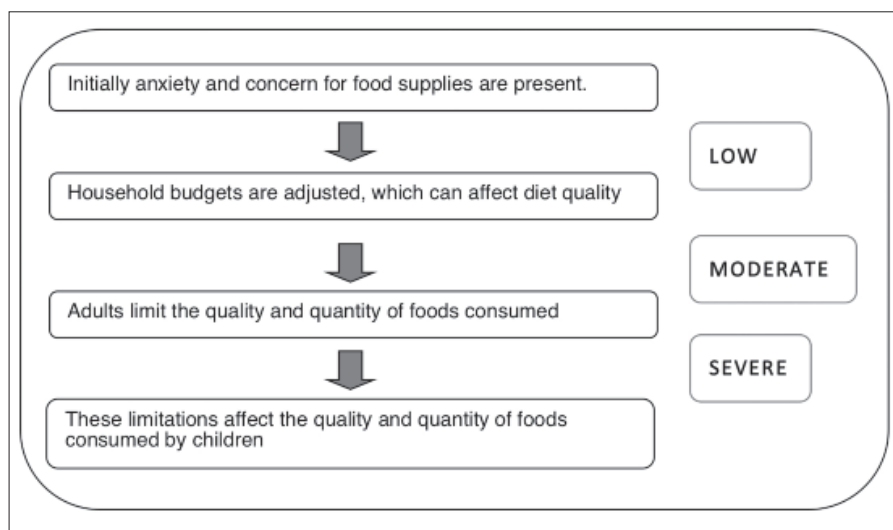 Initially anxiety and concern for food supplies are present.
LOW
Household budgets are adjusted, which can affect diet quality
MODERATE
Adults limit the quality and quantity of foods consumed
SEVERE
These limitations affect the quality and quantity of foods
consumed by children